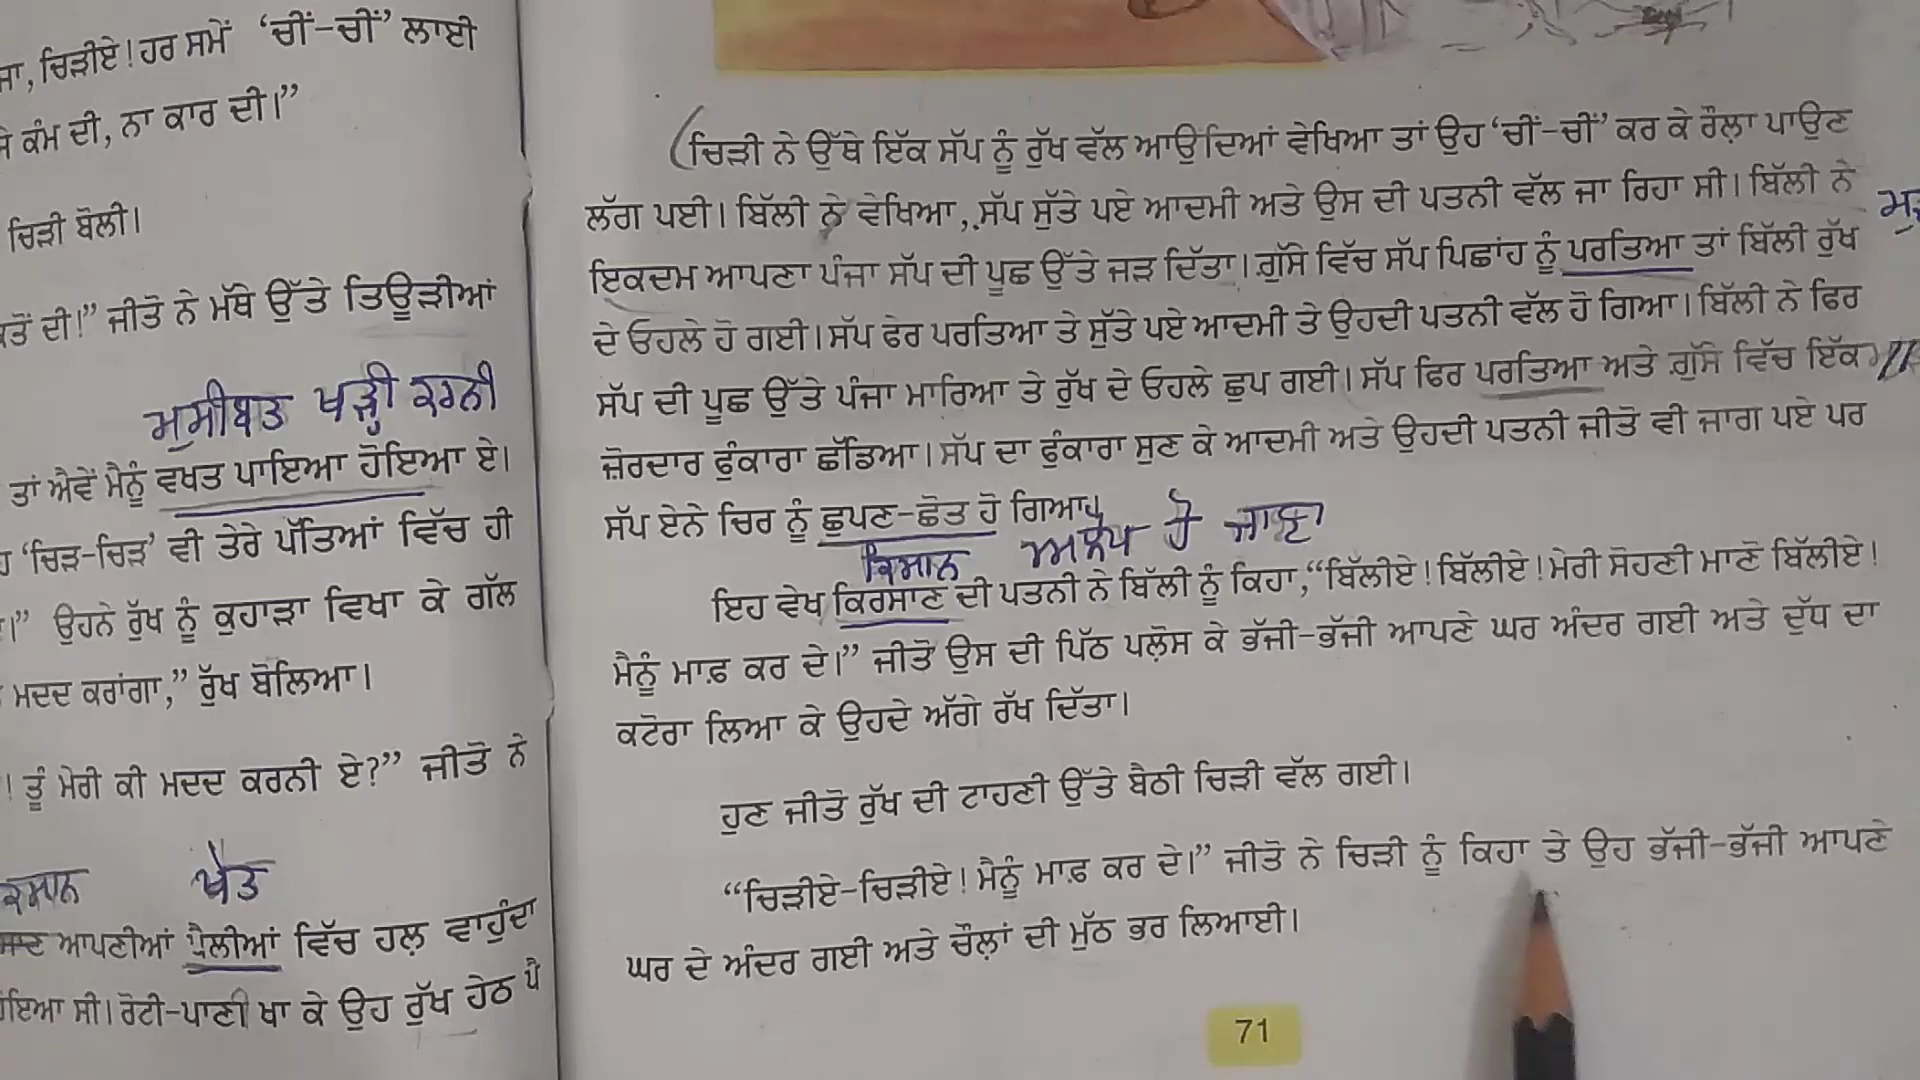 ਜਾ, ਚਿੜੀਏ! ਹਰ ਸਮੇਂ ‘ਚੀਂ-ਚੀਂ’ ਲਾਈ
ਕੰਮ ਦੀ, ਨਾ ਕਾਰ ਦੀ।”
ਚਿੜੀ ਬੋਲੀ।
ਦੀ!” ਜੀਤੋ ਨੇ ਮੱਥੇ ਉੱਤੇ ਤਿਊੜੀਆਂ
ਮੁਸੀਬਤ ਖੜ੍ਹੀ ਕਰਨੀ
ਤਾਂ ਐਵੇਂ ਮੈਨੂੰ ਵਖਤ ਪਾਇਆ ਹੋਇਆ ਏ।
‘ਚਿੜ-ਚਿੜ’ ਵੀ ਤੇਰੇ ਪੱਤਿਆਂ ਵਿੱਚ ਹੀ
ਉਹਨੇ ਰੁੱਖ ਨੂੰ ਕੁਹਾੜਾ ਵਿਖਾ ਕੇ ਗੱਲ
ਮਦਦ ਕਰਾਂਗਾ,” ਰੁੱਖ ਬੋਲਿਆ।
! ਤੂੰ ਮੇਰੀ ਕੀ ਮਦਦ ਕਰਨੀ ਏ?” ਜੀਤੋ ਨੇ
ਖੇਤ
ਆਪਣੀਆਂ ਪੈਲੀਆਂ ਵਿੱਚ ਹਲ਼ ਵਾਹੁੰਦਾ
ਸੀ। ਰੋਟੀ-ਪਾਣੀ ਖਾ ਕੇ ਉਹ ਰੁੱਖ ਹੇਠ ਪੈ
ਚਿੜੀ ਨੇ ਉੱਥੇ ਇੱਕ ਸੱਪ ਨੂੰ ਰੁੱਖ ਵੱਲ ਆਉਂਦਿਆਂ ਵੇਖਿਆ ਤਾਂ ਉਹ ‘ਚੀਂ-ਚੀਂ’ ਕਰ ਕੇ ਰੌਲ਼ਾ ਪਾਉਣ
ਲੱਗ ਪਈ। ਬਿੱਲੀ ਨੇ ਵੇਖਿਆ, ਸੱਪ ਸੁੱਤੇ ਪਏ ਆਦਮੀ ਅਤੇ ਉਸ ਦੀ ਪਤਨੀ ਵੱਲ ਜਾ ਰਿਹਾ ਸੀ। ਬਿੱਲੀ ਨੇ
ਇਕਦਮ ਆਪਣਾ ਪੰਜਾ ਸੱਪ ਦੀ ਪੂਛ ਉੱਤੇ ਜੜ ਦਿੱਤਾ। ਗੁੱਸੇ ਵਿੱਚ ਸੱਪ ਪਿਛਾਂਹ ਨੂੰ ਪਰਤਿਆ ਤਾਂ ਬਿੱਲੀ ਰੁੱਖ
ਦੇ ਓਹਲੇ ਹੋ ਗਈ। ਸੱਪ ਫੇਰ ਪਰਤਿਆ ਤੇ ਸੁੱਤੇ ਪਏ ਆਦਮੀ ਤੇ ਉਹਦੀ ਪਤਨੀ ਵੱਲ ਹੋ ਗਿਆ। ਬਿੱਲੀ ਨੇ ਫਿਰ
ਸੱਪ ਦੀ ਪੂਛ ਉੱਤੇ ਪੰਜਾ ਮਾਰਿਆ ਤੇ ਰੁੱਖ ਦੇ ਓਹਲੇ ਛੁਪ ਗਈ। ਸੱਪ ਫਿਰ ਪਰਤਿਆ ਅਤੇ ਗੁੱਸੇ ਵਿੱਚ ਇੱਕ
ਜ਼ੋਰਦਾਰ ਫੁੰਕਾਰਾ ਛੱਡਿਆ। ਸੱਪ ਦਾ ਫੁੰਕਾਰਾ ਸੁਣ ਕੇ ਆਦਮੀ ਅਤੇ ਉਹਦੀ ਪਤਨੀ ਜੀਤੋ ਵੀ ਜਾਗ ਪਏ ਪਰ
ਸੱਪ ਏਨੇ ਚਿਰ ਨੂੰ ਛੁਪਣ-ਛੋਤ ਹੋ ਗਿਆ।
ਕਿਸਾਨ ਅਲੋਪ ਹੋ ਜਾਣਾ
ਇਹ ਵੇਖ ਕਿਰਸਾਣ ਦੀ ਪਤਨੀ ਨੇ ਬਿੱਲੀ ਨੂੰ ਕਿਹਾ, “ਬਿੱਲੀਏ! ਬਿੱਲੀਏ! ਮੇਰੀ ਸੋਹਣੀ ਮਾਣੋ ਬਿੱਲੀਏ!
ਮੈਨੂੰ ਮਾਫ਼ ਕਰ ਦੇ।” ਜੀਤੋ ਉਸ ਦੀ ਪਿੱਠ ਪਲ਼ੋਸ ਕੇ ਭੱਜੀ-ਭੱਜੀ ਆਪਣੇ ਘਰ ਅੰਦਰ ਗਈ ਅਤੇ ਦੁੱਧ ਦਾ
ਕਟੋਰਾ ਲਿਆ ਕੇ ਉਹਦੇ ਅੱਗੇ ਰੱਖ ਦਿੱਤਾ।
ਹੁਣ ਜੀਤੋ ਰੁੱਖ ਦੀ ਟਾਹਣੀ ਉੱਤੇ ਬੈਠੀ ਚਿੜੀ ਵੱਲ ਗਈ।
“ਚਿੜੀਏ-ਚਿੜੀਏ! ਮੈਨੂੰ ਮਾਫ਼ ਕਰ ਦੇ।” ਜੀਤੋ ਨੇ ਚਿੜੀ ਨੂੰ ਕਿਹਾ ਤੇ ਉਹ ਭੱਜੀ-ਭੱਜੀ ਆਪਣੇ
ਘਰ ਦੇ ਅੰਦਰ ਗਈ ਅਤੇ ਚੌਲ਼ਾਂ ਦੀ ਮੁੱਠ ਭਰ ਲਿਆਈ।
71